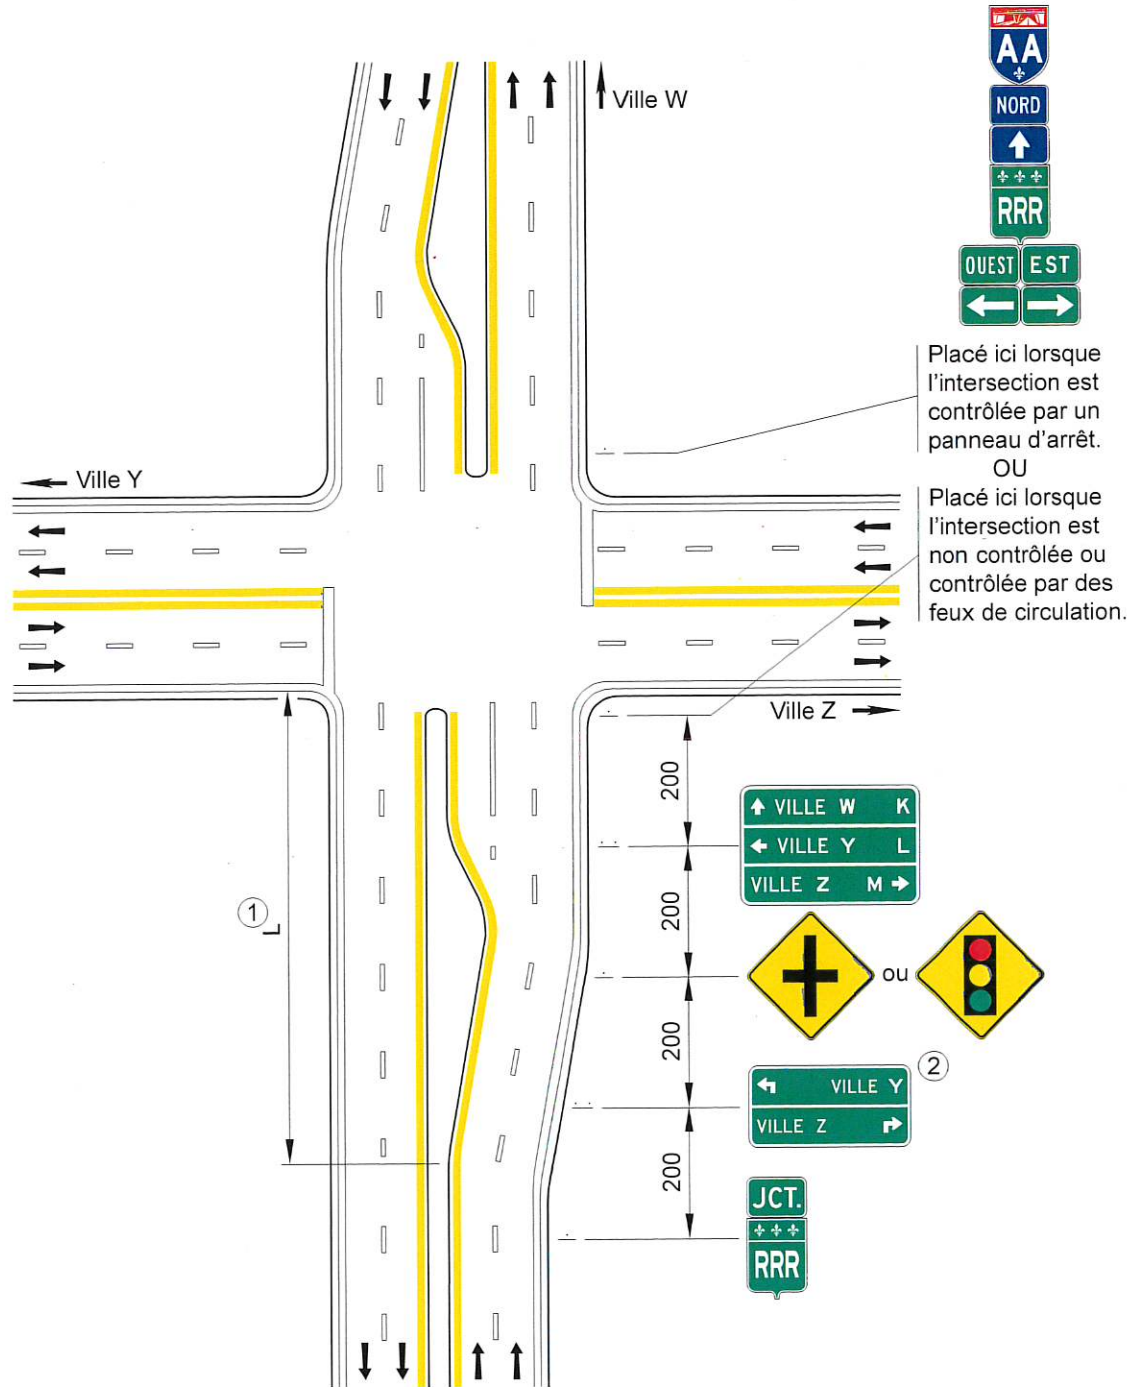 AA
NORD
RRR
OUEST EST
Ville W
Placé ici lorsque
l'intersection est
contrôlée par un
panneau d'arrêt.
OU
Placé ici lorsque
l'intersection est
non contrôlée ou
contrôlée par des
feux de circulation.
Ville Y
Ville Z
200
VILLE W K
VILLE Y L
VILLE Z M
200
1
L
ou
200
2
VILLE Y
VILLE Z
200
JCT.
RRR